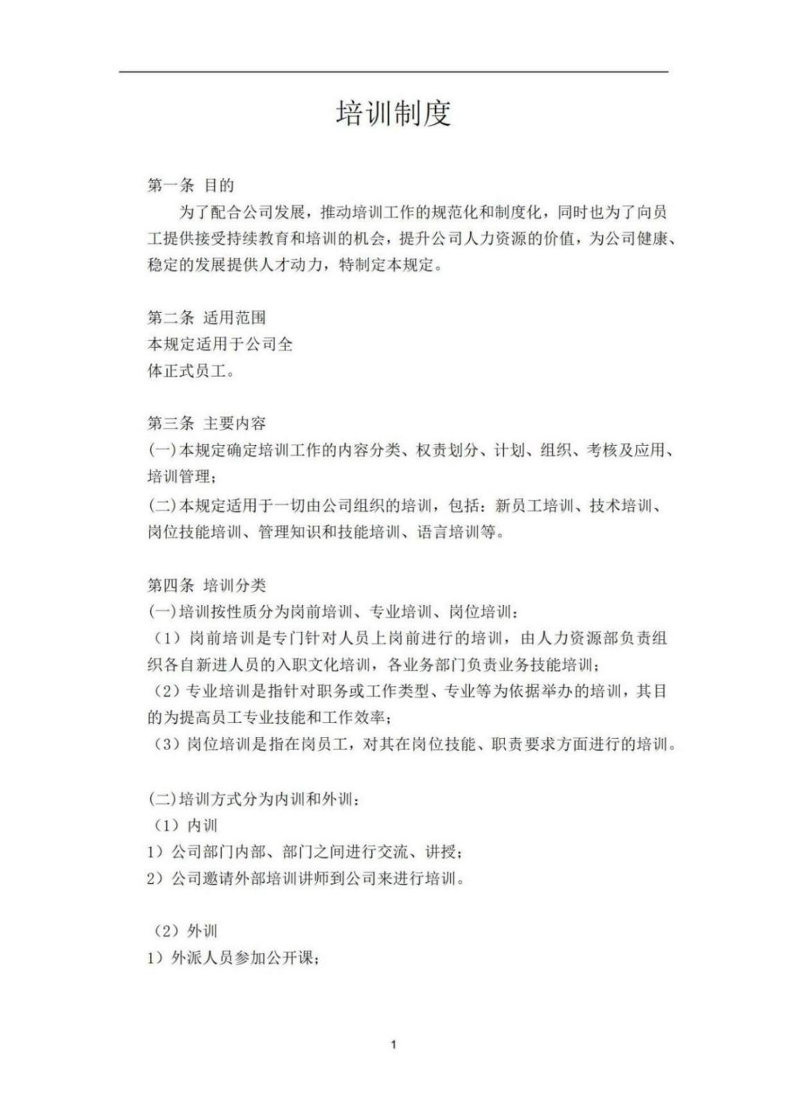 培训制度
第一条 目的
为了配合公司发展，推动培训工作的规范化和制度化，同时也为了向员
工提供接受持续教育和培训的机会，提升公司人力资源的价值，为公司健康、
稳定的发展提供人才动力，特制定本规定。
第二条 适用范围
本规定适用于公司全
体正式员工。
第三条 主要内容
(一)本规定确定培训工作的内容分类、权责划分、计划、组织、考核及应用、
培训管理；
(二)本规定适用于一切由公司组织的培训，包括：新员工培训、技术培训、
岗位技能培训、管理知识和技能培训、语言培训等。
第四条 培训分类
(一)培训按性质分为岗前培训、专业培训、岗位培训：
（1）岗前培训是专门针对人员上岗前进行的培训，由人力资源部负责组
织各自新进人员的入职文化培训，各业务部门负责业务技能培训；
（2）专业培训是指针对职务或工作类型、专业等为依据举办的培训，其目
的为提高员工专业技能和工作效率；
（3）岗位培训是指在岗员工，对其在岗位技能、职责要求方面进行的培训。
(二)培训方式分为内训和外训：
（1）内训
1）公司部门内部、部门之间进行交流、讲授；
2）公司邀请外部培训讲师到公司来进行培训。
（2）外训
1）外派人员参加公开课；
1